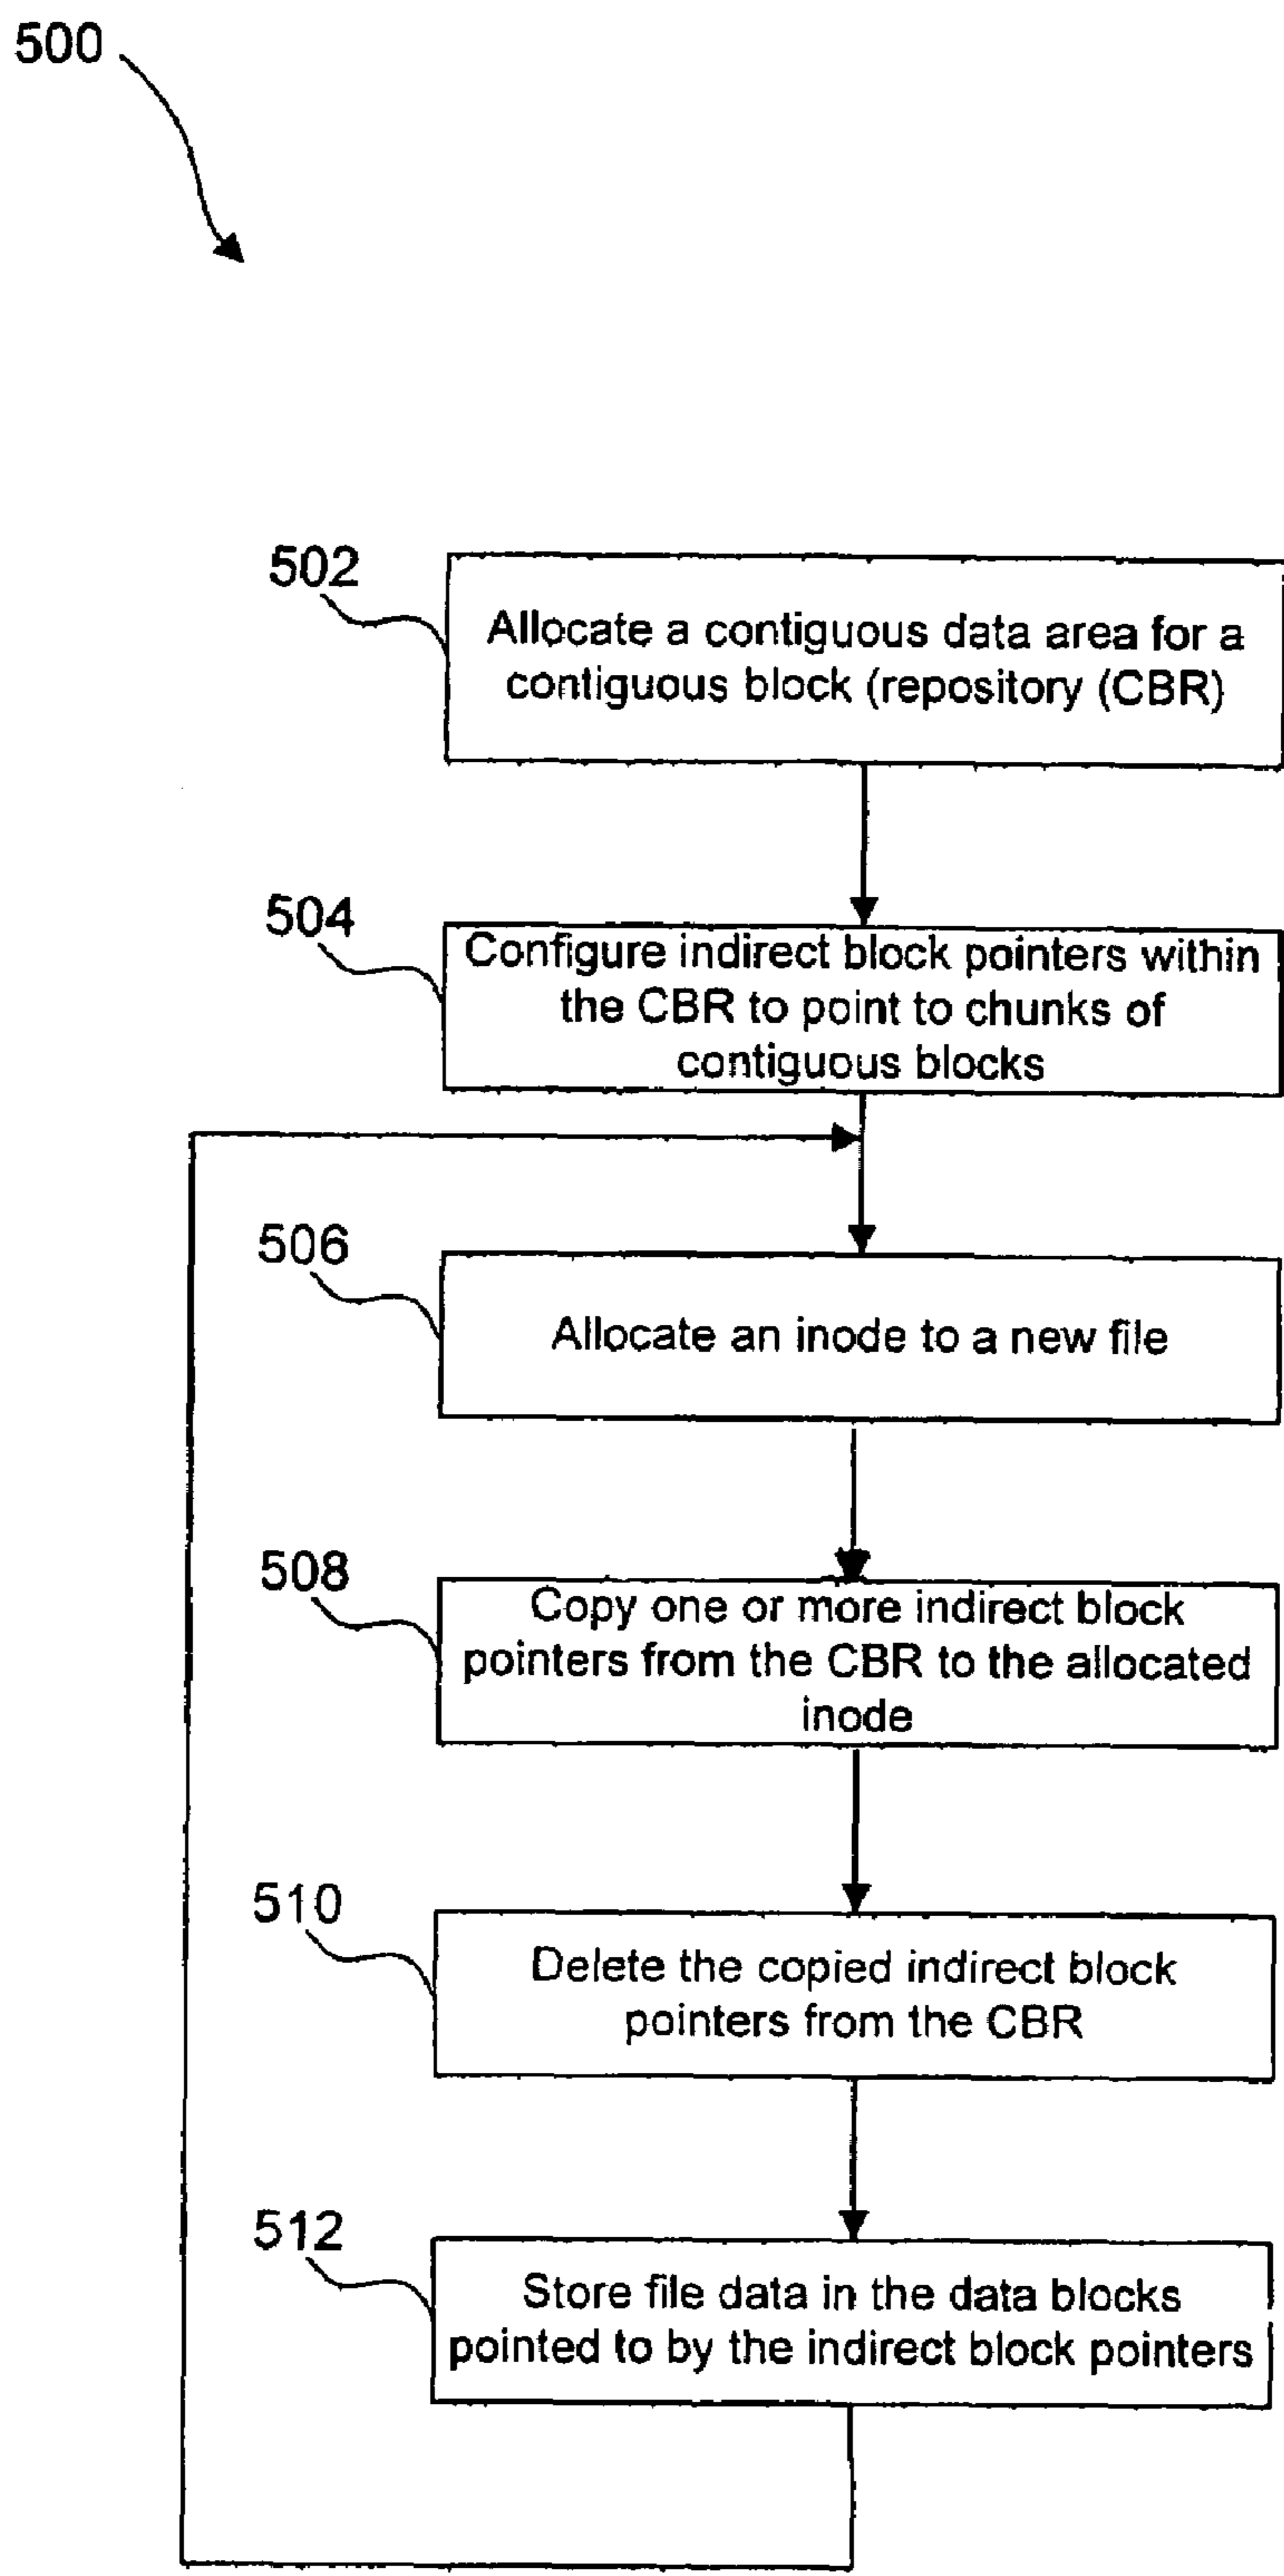 500
502
Allocate a contiguous data area for a
contiguous block (repository (CBR)
504
Configure indirect block pointers within
the CBR to point to chunks of
contiguous blocks
506
Allocate an inode to a new file
508
Copy one or more indirect block
pointers from the CBR to the allocated
inode
510
Delete the copied indirect block
pointers from the CBR
512
Store file data in the data blocks
pointed to by the indirect block pointers